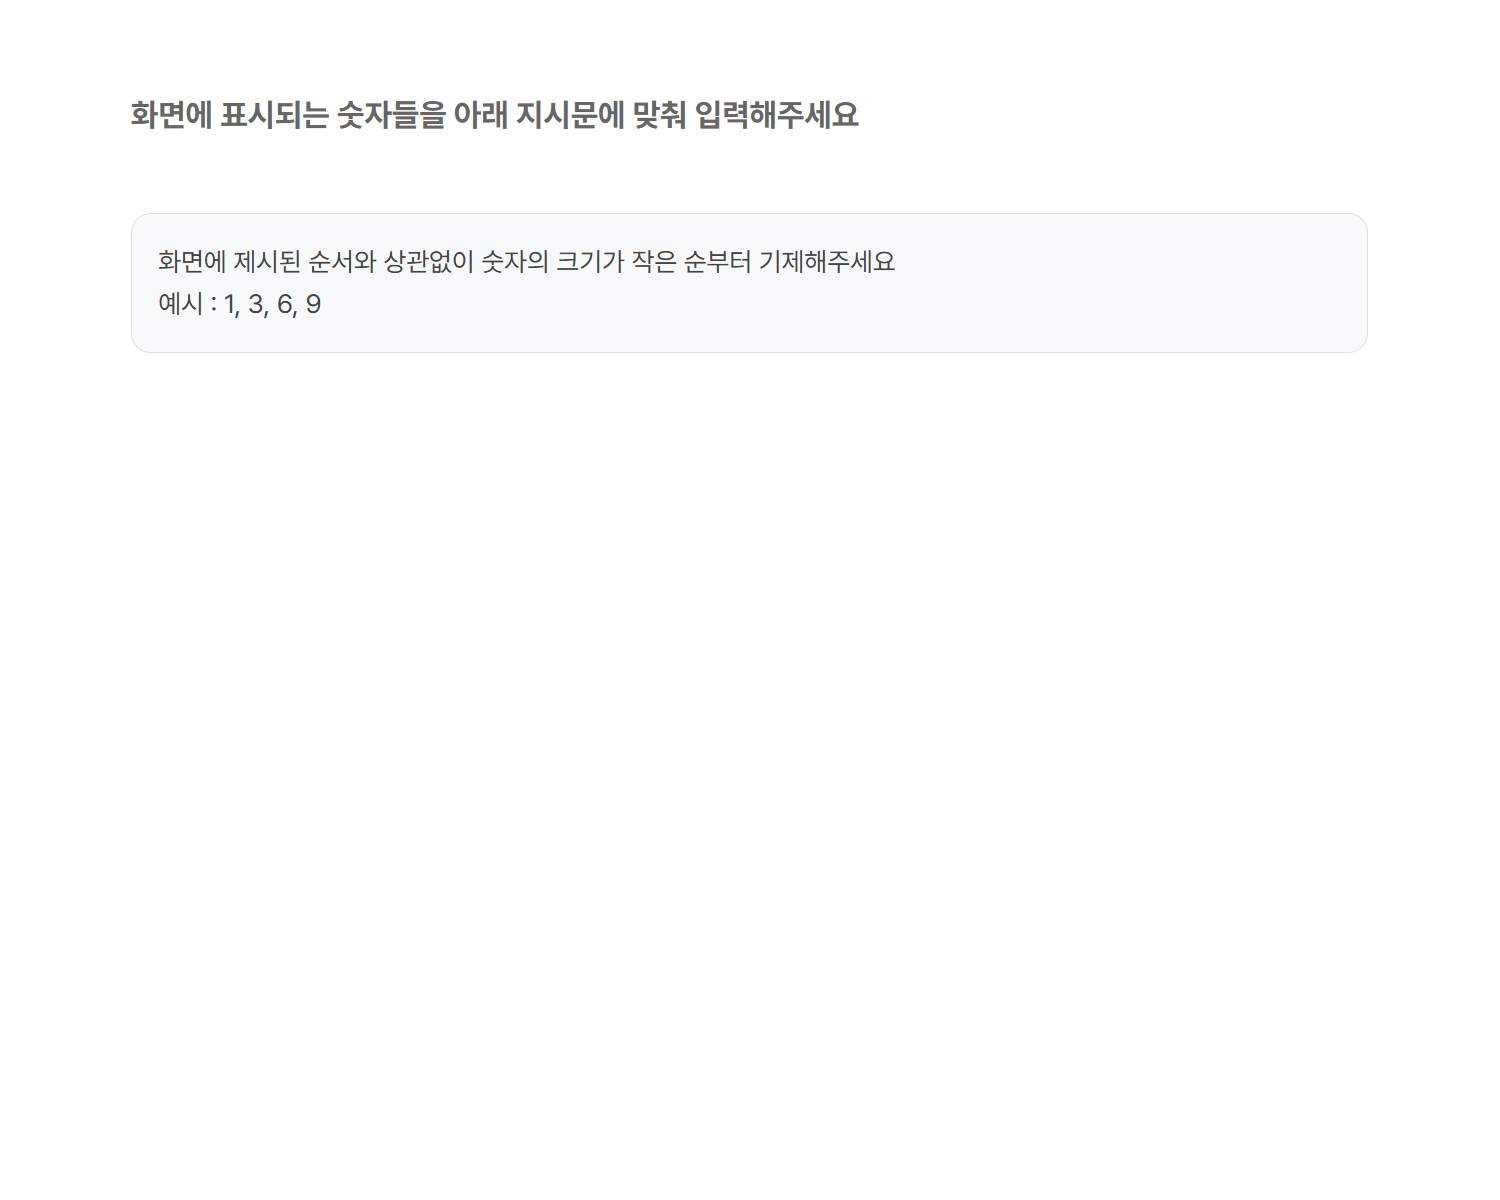 화면에 표시되는 숫자들을 아래 지시문에 맞춰 입력해주세요
화면에 제시된 순서와 상관없이 숫자의 크기가 작은 순부터 기제해주세요
예시 : 1, 3, 6, 9